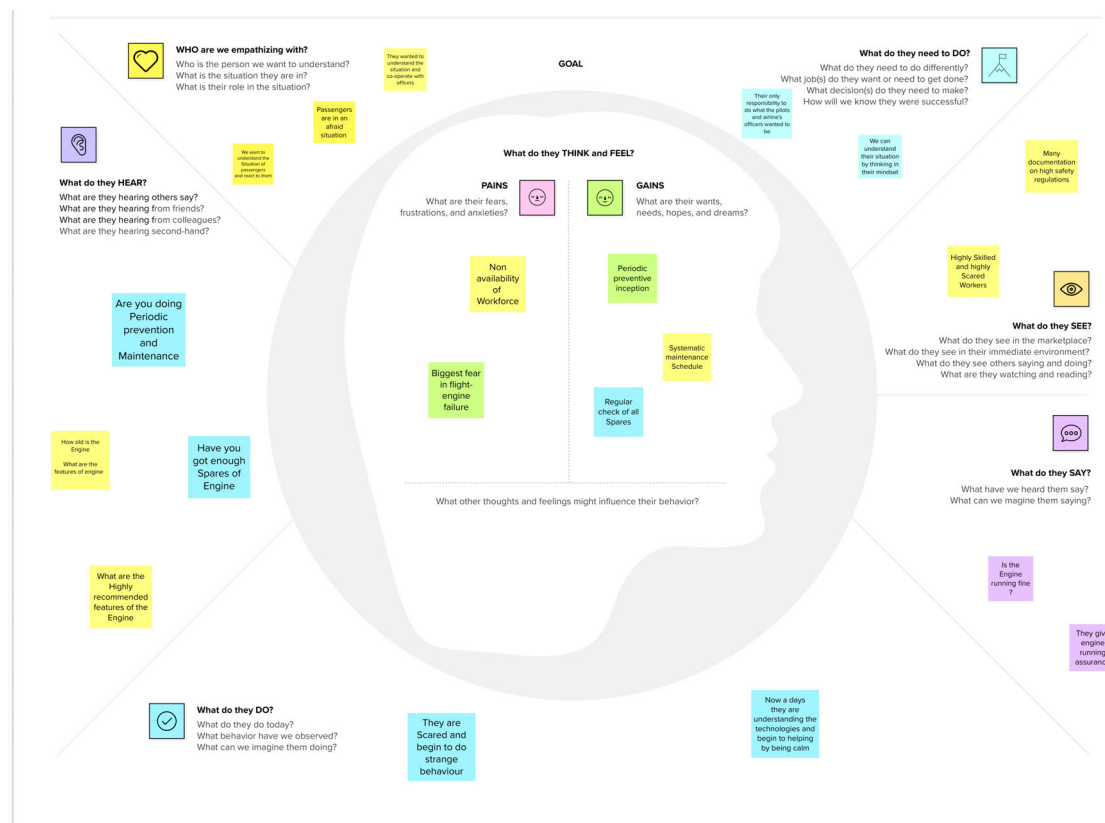 WHO are we empathizing with?
Who is the person we want to understand?
What is the situation they are in?
What is their role in the situation?
They wanted to
understand the
situation and
co-operate with
officers
Passengers
are in an
afraid
situation
We want to
understand the
Situation of
passengers
and react to them
GOAL
What do they need to DO?
What do they need to do differently?
What job(s) do they want or need to get done?
What decision(s) do they need to make?
How will we know they were successful?
Their only
responsibility to
do what the pilots
and airline's
officers wanted to
be
We can
understand
their situation
by thinking in
their mindset
What do they HEAR?
What are they hearing others say?
What are they hearing from friends?
What are they hearing from colleagues?
What are they hearing second-hand?
Are you doing
Periodic
prevention
and
Maintenance
How old is the
Engine
What are the
features of engine
Have you
got enough
Spares of
Engine
What are the
Highly
recommended
features of the
Engine
What do they THINK and FEEL?
PAINS
What are their fears,
frustrations, and anxieties?
Non
availability
of
Workforce
Biggest fear
in flight-
engine
failure
GAINS
What are their wants,
needs, hopes, and dreams?
Periodic
preventive
inception
Systematic
maintenance
Schedule
Regular
check of all
Spares
What other thoughts and feelings might influence their behavior?
Many
documentation
on high safety
regulations
Highly Skilled
and highly
Scared
Workers
What do they SEE?
What do they see in the marketplace?
What do they see in their immediate environment?
What do they see others saying and doing?
What are they watching and reading?
What do they SAY?
What have we heard them say?
What can we magine them saying?
Is the
Engine
running fine
?
They giv
engine
running
assuranc
What do they DO?
What do they do today?
What behavior have we observed?
What can we imagine them doing?
They are
Scared and
begin to do
strange
behaviour
Now a days
they are
understanding the
technologies and
begin to helping
by being calm